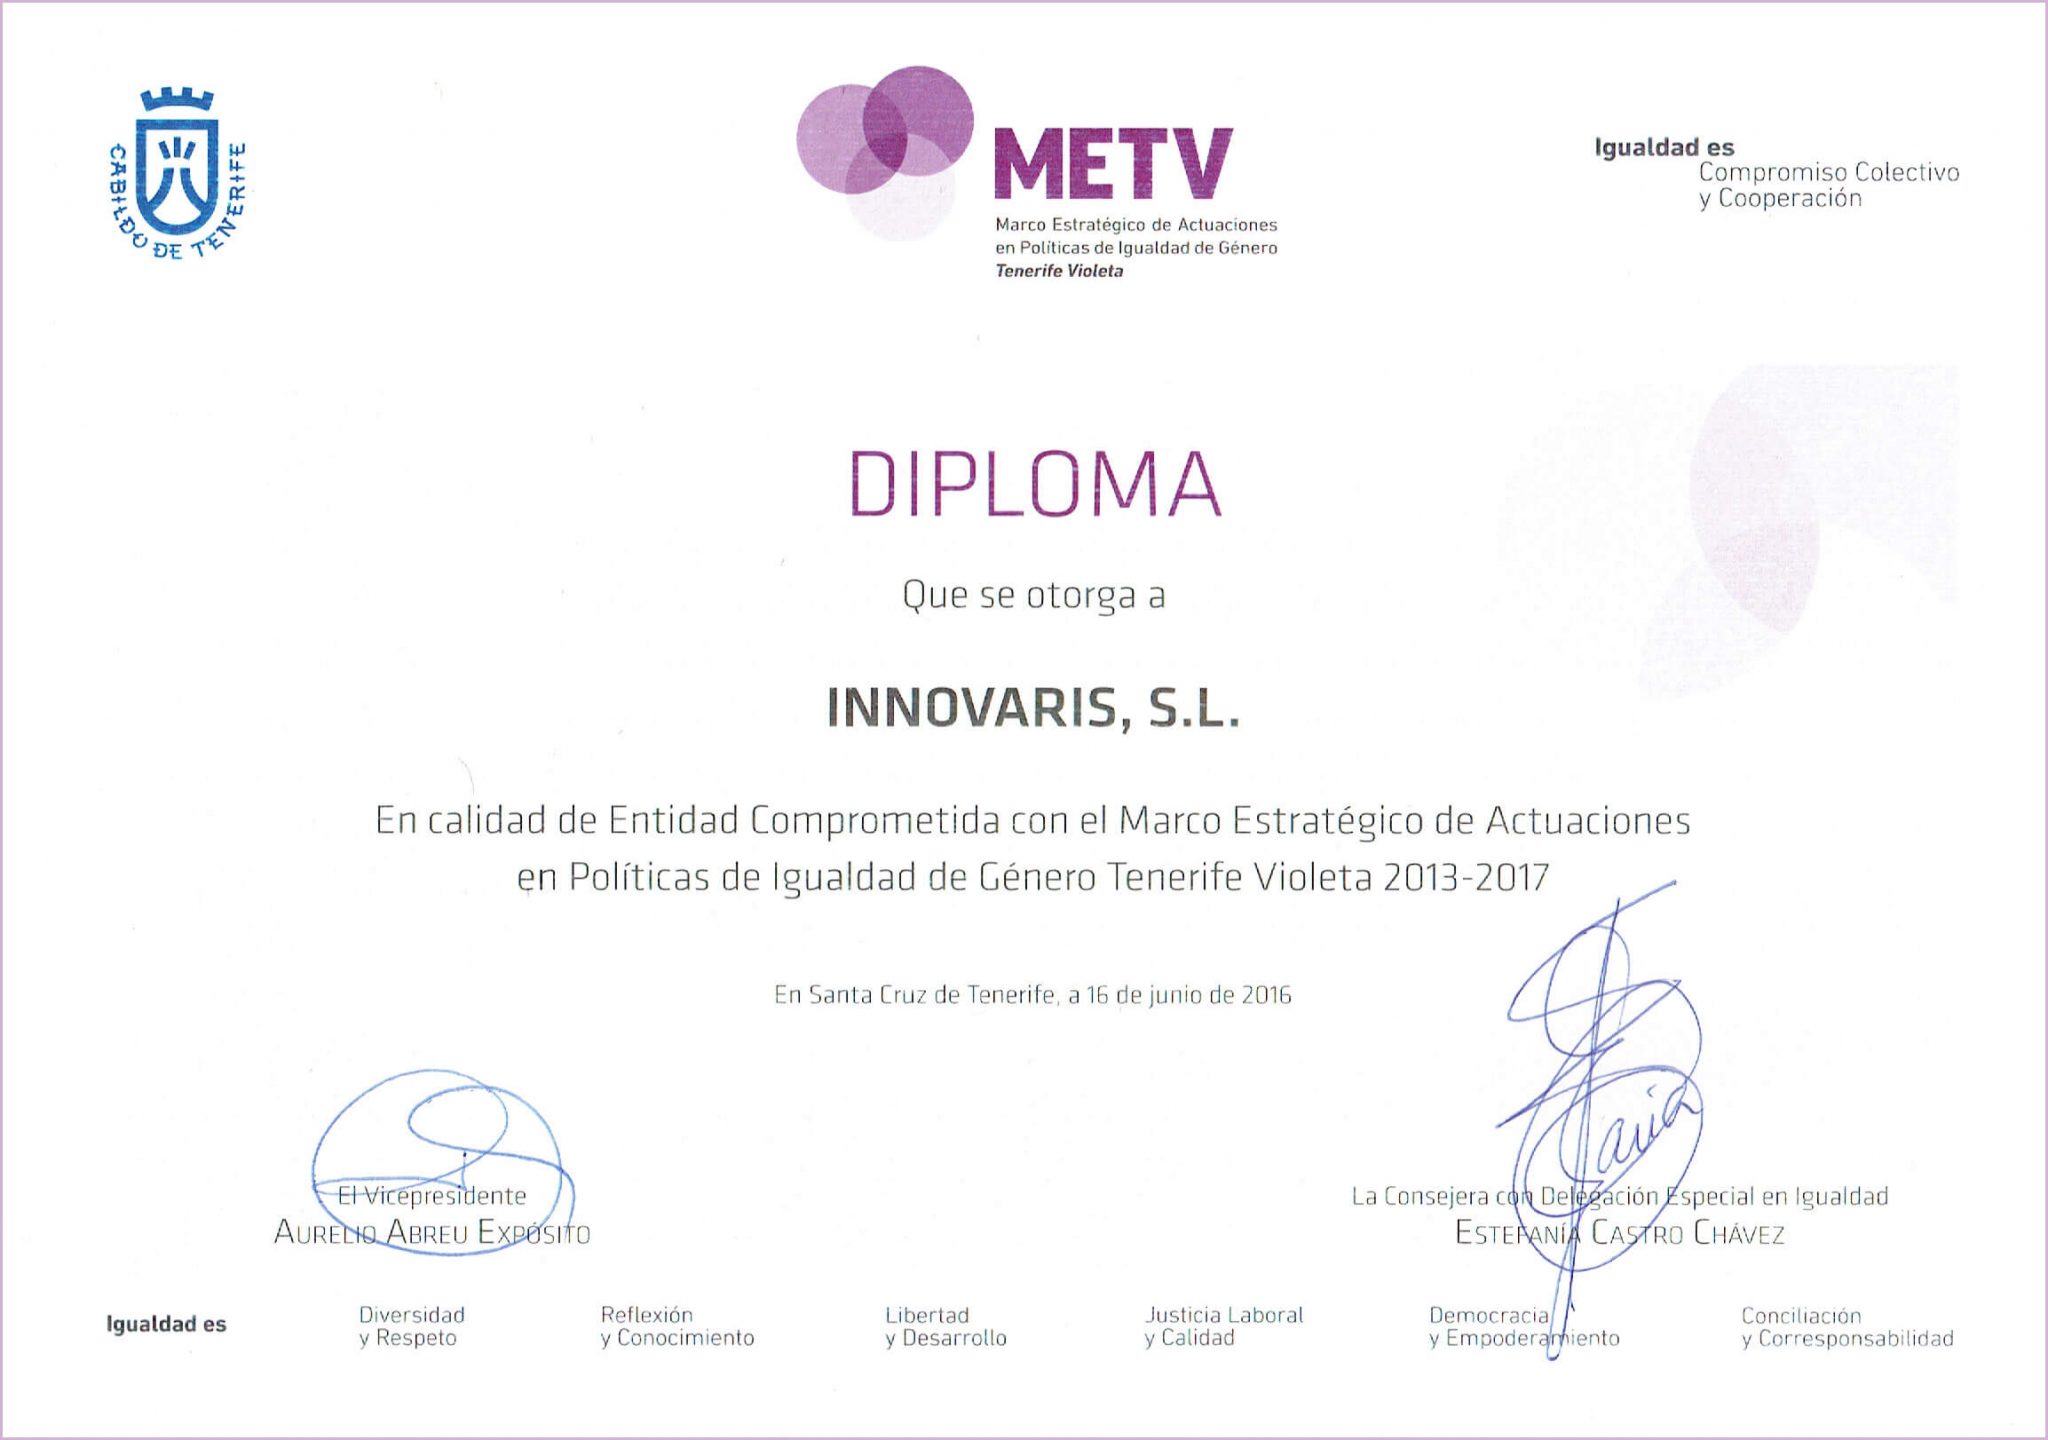 CABILDO DE TENERIFE
METV
Marco Estratégico de Actuaciones
en Políticas de Igualdad de Género
Tenerife Violeta
Igualdad es
Compromiso Colectivo
y Cooperación
DIPLOMA
Que se otorga a
INNOVARIS, S.L.
En calidad de Entidad Comprometida con el Marco Estratégico de Actuaciones
en Políticas de Igualdad de Género Tenerife Violeta 2013-2017
En Santa Cruz de Tenerife, a 16 de junio de 2016
El Vicepresidente
AURELIO ABREU EXPÓSITO
La Consejera con Delegación Especial en Igualdad
ESTEFANÍA CASTRO CHÁVEZ
Igualdad es
Diversidad
y Respeto
Reflexión
y Conocimiento
Libertad
y Desarrollo
Justicia Laboral
y Calidad
Democracia
y Empoderamiento
Conciliación
y Corresponsabilidad